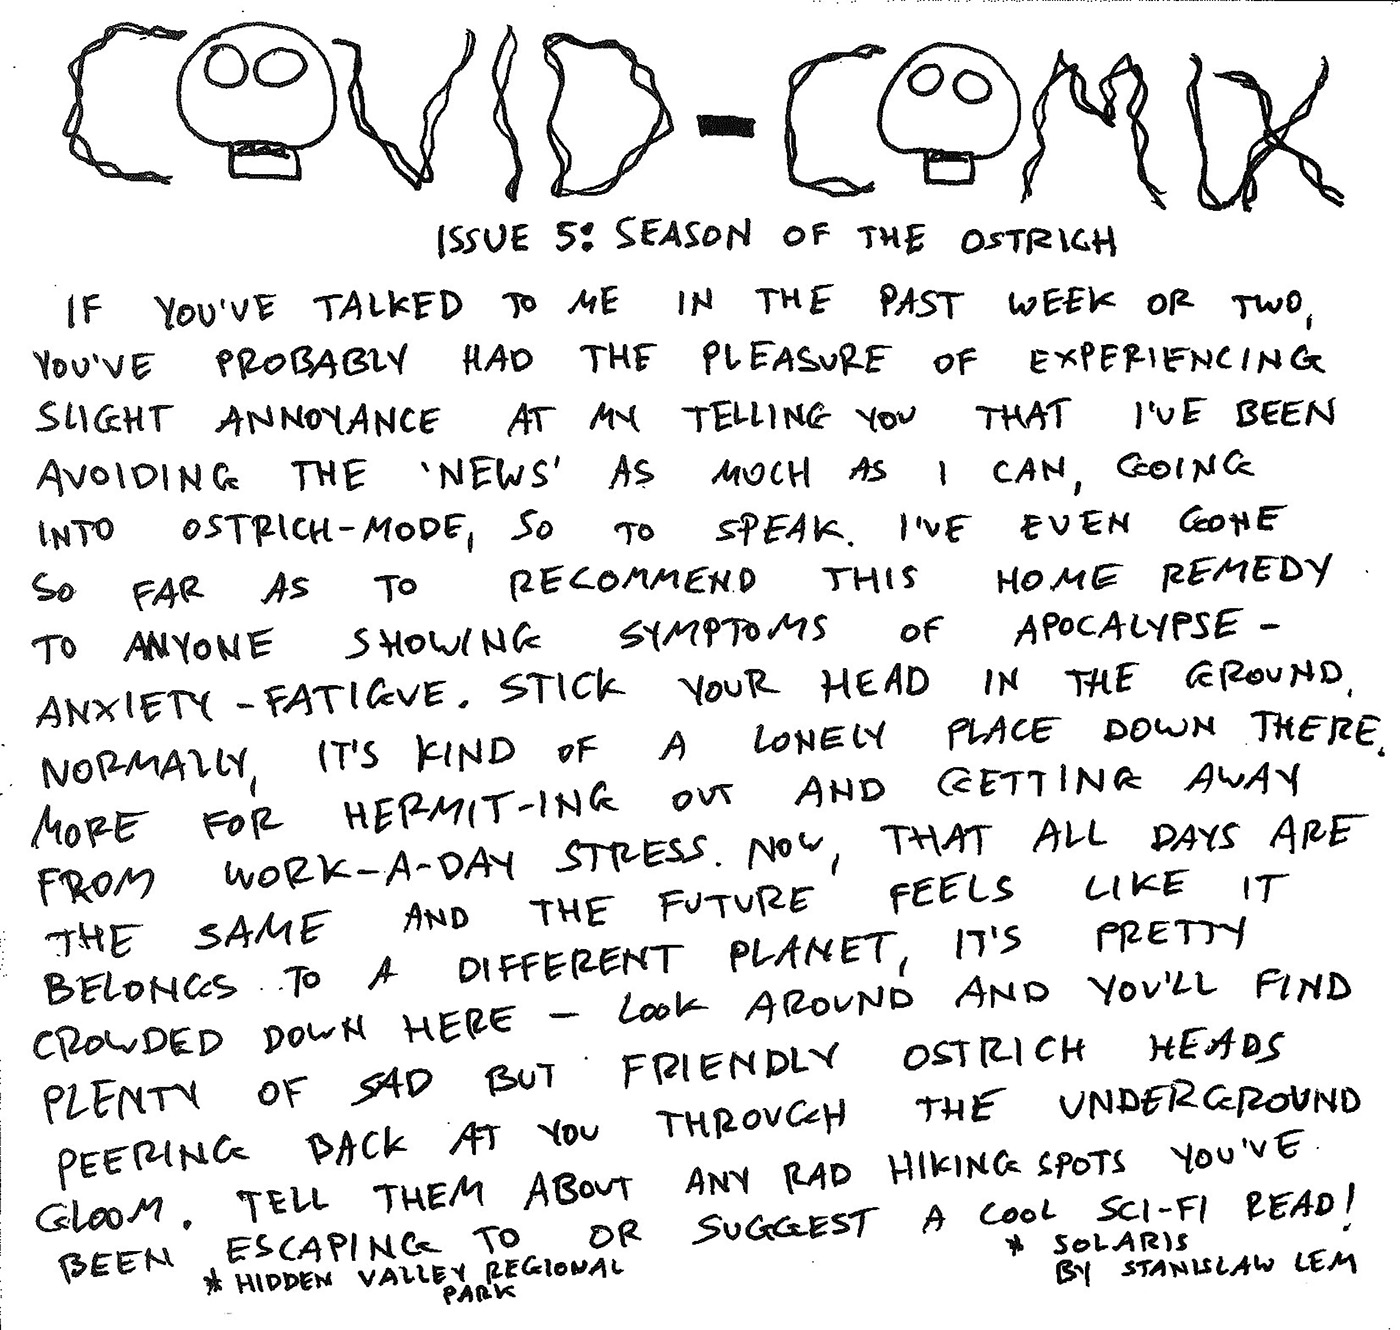 COVID-COMIX
ISSUE 5: SEASON OF THE OSTRICH
IF YOU'VE TALKED TO ME IN THE PAST WEEK OR TWO,
YOU'VE PROBABLY HAD THE PLEASURE OF EXPERIENCING
SLIGHT ANNOYANCE AT MY TELLING YOU THAT I'VE BEEN
AVOIDING THE 'NEWS' AS MUCH AS I CAN, GOING
INTO OSTRICH-MODE, SO TO SPEAK. I'VE EVEN GONE
SO FAR AS TO RECOMMEND THIS HOME REMEDY
TO ANYONE SHOWING SYMPTOMS OF APOCALYPSE-
ANXIETY-FATIGUE. STICK YOUR HEAD IN THE GROUND.
NORMALLY, IT'S KIND OF A LONELY PLACE DOWN THERE.
MORE FOR HERMIT-ING OUT AND GETTING AWAY
FROM WORK-A-DAY STRESS. NOW, THAT ALL DAYS ARE
THE SAME AND THE FUTURE FEELS LIKE IT
BELONGS TO A DIFFERENT PLANET, IT'S PRETTY
CROWDED DOWN HERE - LOOK AROUND AND YOU'LL FIND
PLENTY OF SAD BUT FRIENDLY OSTRICH HEADS
PEERING BACK AT YOU THROUGH THE UNDERGROUND
GLOOM. TELL THEM ABOUT ANY RAD HIKING SPOTS YOU'VE
BEEN ESCAPING TO OR SUGGEST A COOL SCI-FI READ!
* HIDDEN VALLEY REGIONAL
PARK
* SOLARIS
BY STANISLAW LEM